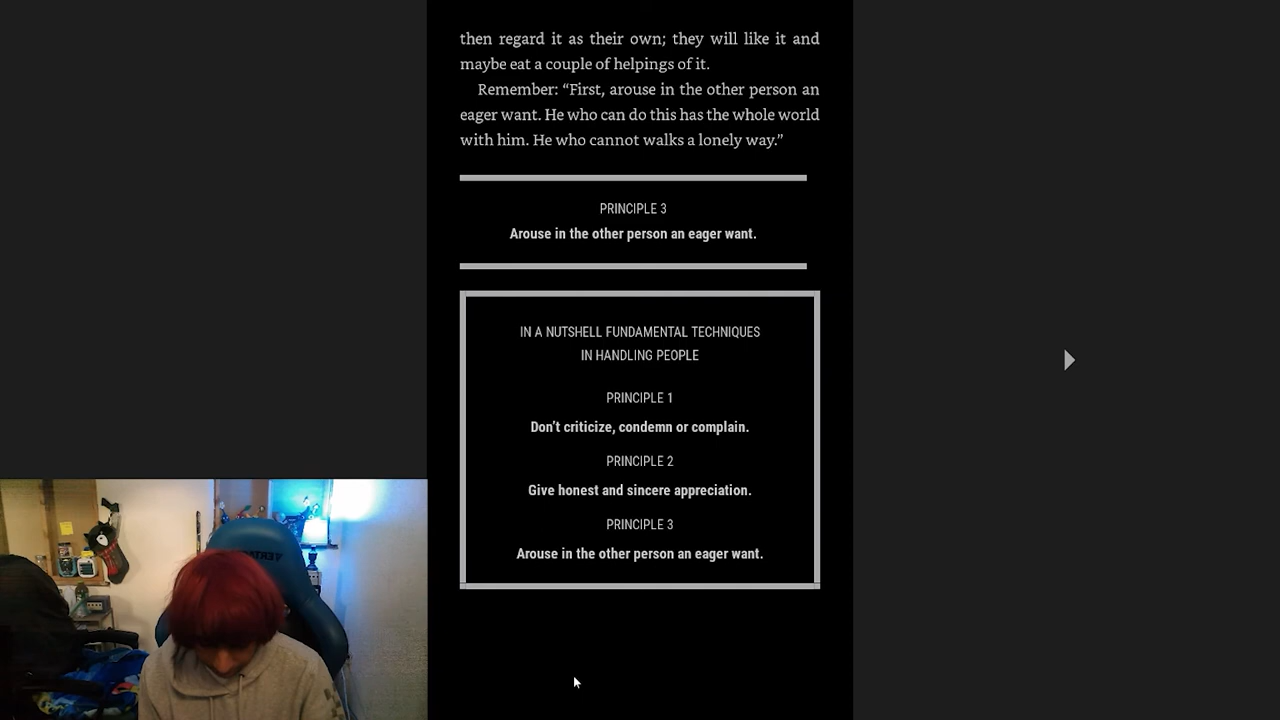 then regard it as their own; they will like it and
maybe eat a couple of helpings of it.
Remember: “First, arouse in the other person an
eager want. He who can do this has the whole world
with him. He who cannot walks a lonely way.”
PRINCIPLE 3
Arouse in the other person an eager want.
IN A NUTSHELL FUNDAMENTAL TECHNIQUES
IN HANDLING PEOPLE
PRINCIPLE 1
Don’t criticize, condemn or complain.
PRINCIPLE 2
Give honest and sincere appreciation.
PRINCIPLE 3
Arouse in the other person an eager want.